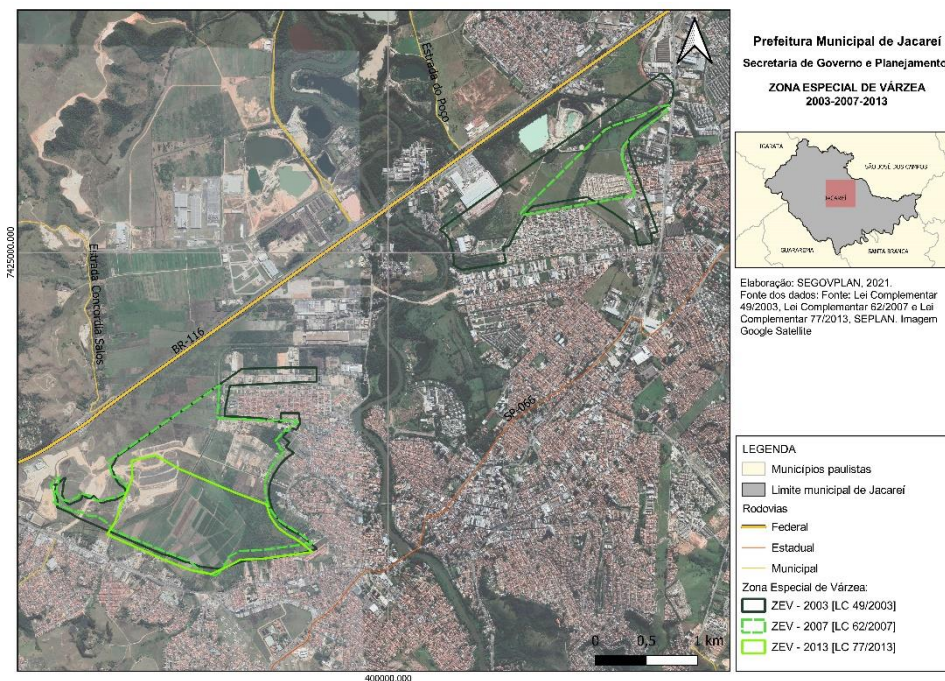 Estrada do Poço
7425000.000
Estrada Concordia Salos
BR-116
SP-066
0 0,5 1 km
400000.000
Prefeitura Municipal de Jacareí
Secretaria de Governo e Planejamento
ZONA ESPECIAL DE VÁRZEA
2003-2007-2013
IGARATA
SÃO JOSÉ DOS CAMPOS
JACAREÍ
GUARAREMA
SANTA BRANCA
Elaboração: SEGOVPLAN, 2021.
Fonte dos dados: Fonte: Lei Complementar
49/2003, Lei Complementar 62/2007 e Lei
Complementar 77/2013, SEPLAN. Imagem
Google Satellite
LEGENDA
Municípios paulistas
Limite municipal de Jacareí
Rodovias
Federal
Estadual
Municipal
Zona Especial de Várzea:
ZEV - 2003 [LC 49/2003]
ZEV - 2007 [LC 62/2007]
ZEV - 2013 [LC 77/2013]